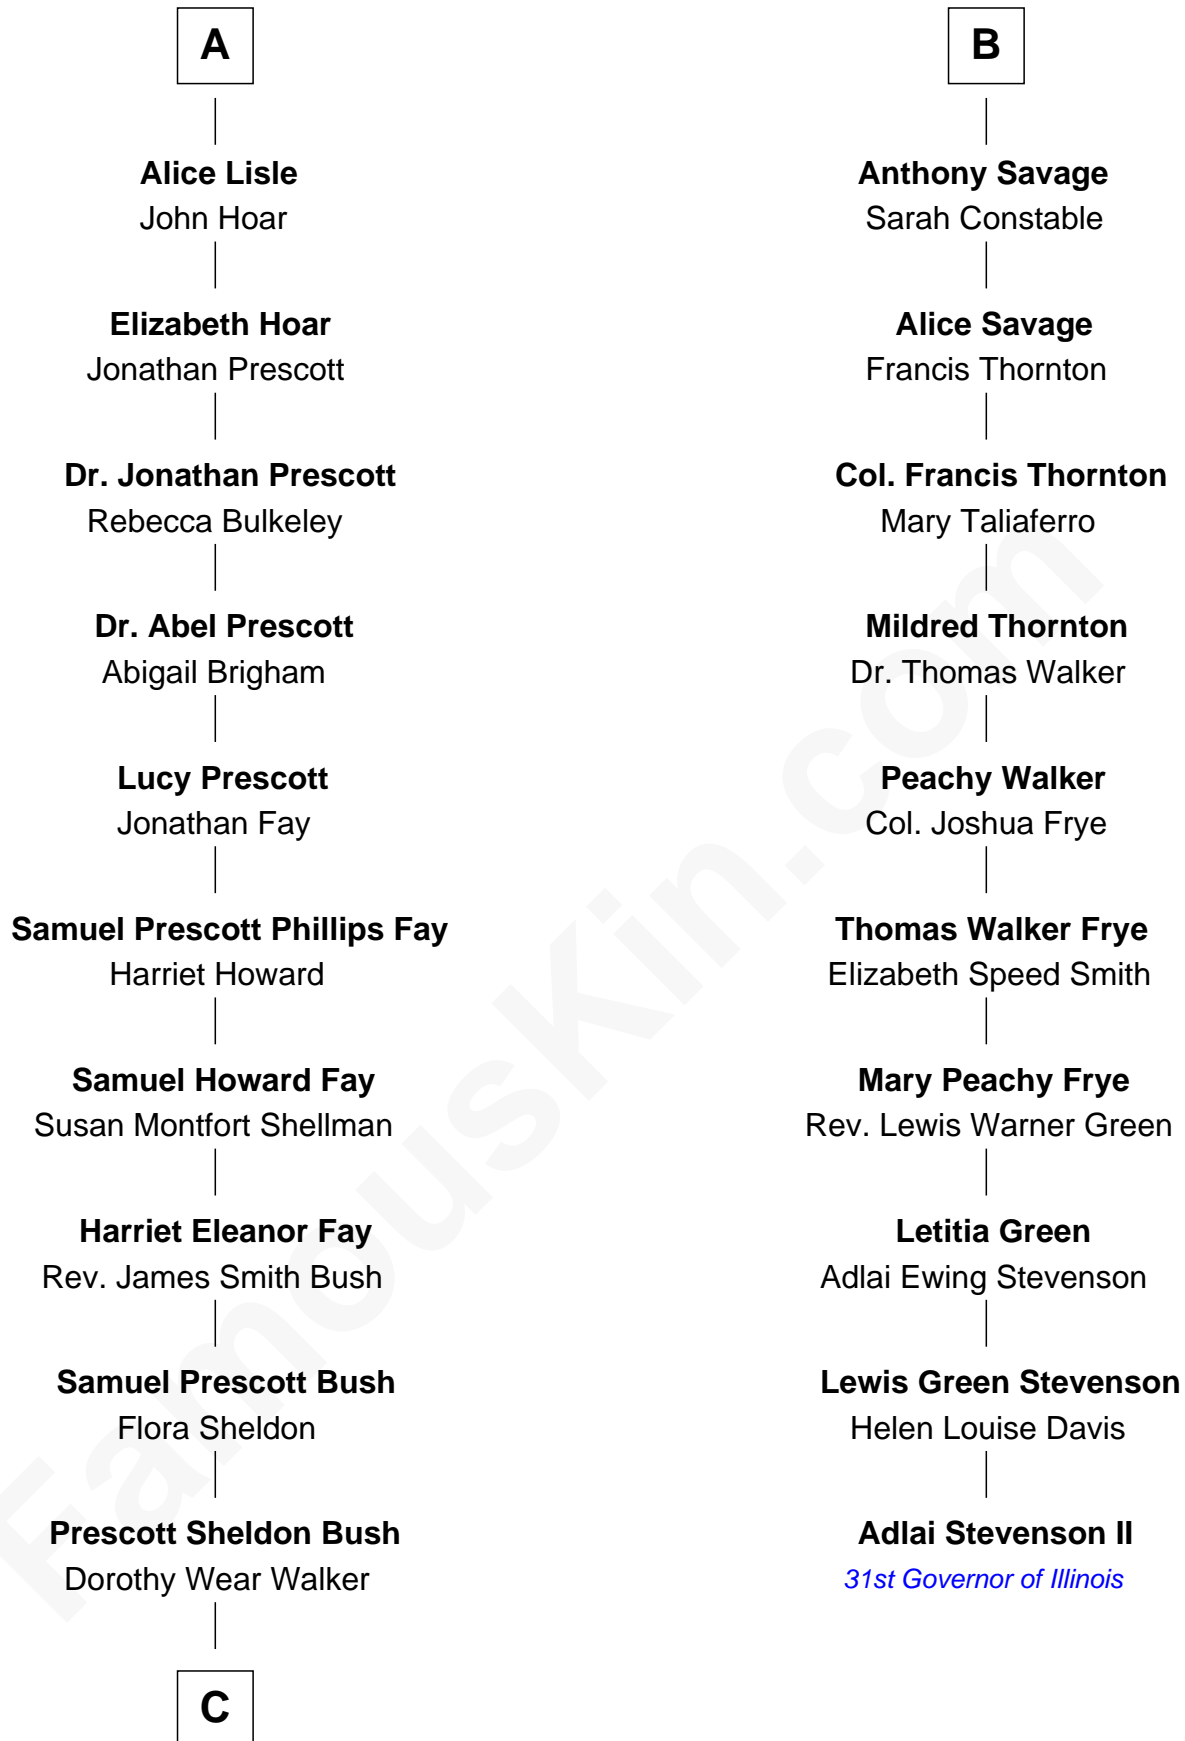 A
Alice Lisle
John Hoar
Elizabeth Hoar
Jonathan Prescott
Dr. Jonathan Prescott
Rebecca Bulkeley
Dr. Abel Prescott
Abigail Brigham
Lucy Prescott
Jonathan Fay
Samuel Prescott Phillips Fay
Harriet Howard
Samuel Howard Fay
Susan Montfort Shellman
Harriet Eleanor Fay
Rev. James Smith Bush
Samuel Prescott Bush
Flora Sheldon
Prescott Sheldon Bush
Dorothy Wear Walker
C
B
Anthony Savage
Sarah Constable
Alice Savage
Francis Thornton
Col. Francis Thornton
Mary Taliaferro
Mildred Thornton
Dr. Thomas Walker
Peachy Walker
Col. Joshua Frye
Thomas Walker Frye
Elizabeth Speed Smith
Mary Peachy Frye
Rev. Lewis Warner Green
Letitia Green
Adlai Ewing Stevenson
Lewis Green Stevenson
Helen Louise Davis
Adlai Stevenson II
31st Governor of Illinois
FamousKin.com